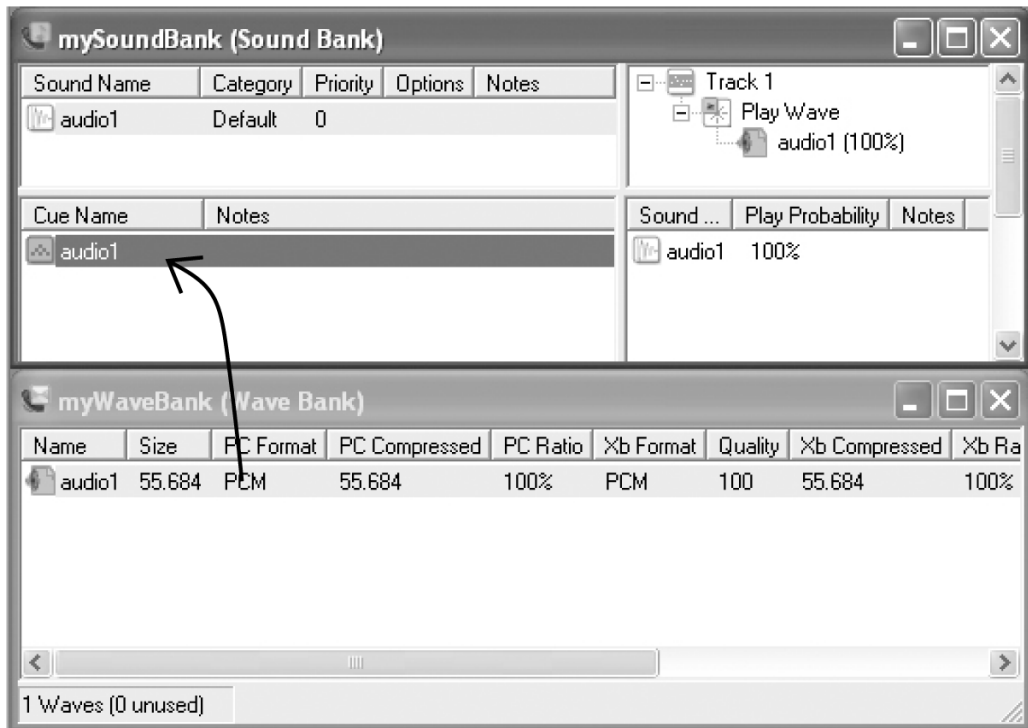 mySoundBank (Sound Bank)
Sound Name Category Priority Options Notes
audio1 Default 0
Track 1
Play Wave
audio1 (100%)
Cue Name Notes
audio1
Sound ... Play Probability Notes
audio1 100%
myWaveBank (Wave Bank)
Name Size PC Format PC Compressed PC Ratio Xb Format Quality Xb Compressed Xb Ra
audio1 55.684 PCM 55.684 100% PCM 100 55.684 100%
1 Waves (0 unused)